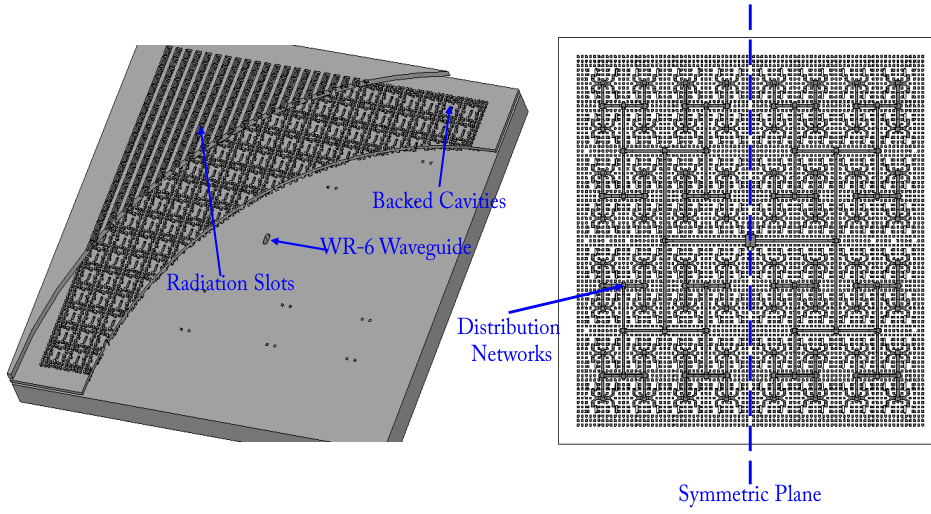 Backed Cavities
WR-6 Waveguide
Radiation Slots
Distribution
Networks
Symmetric Plane